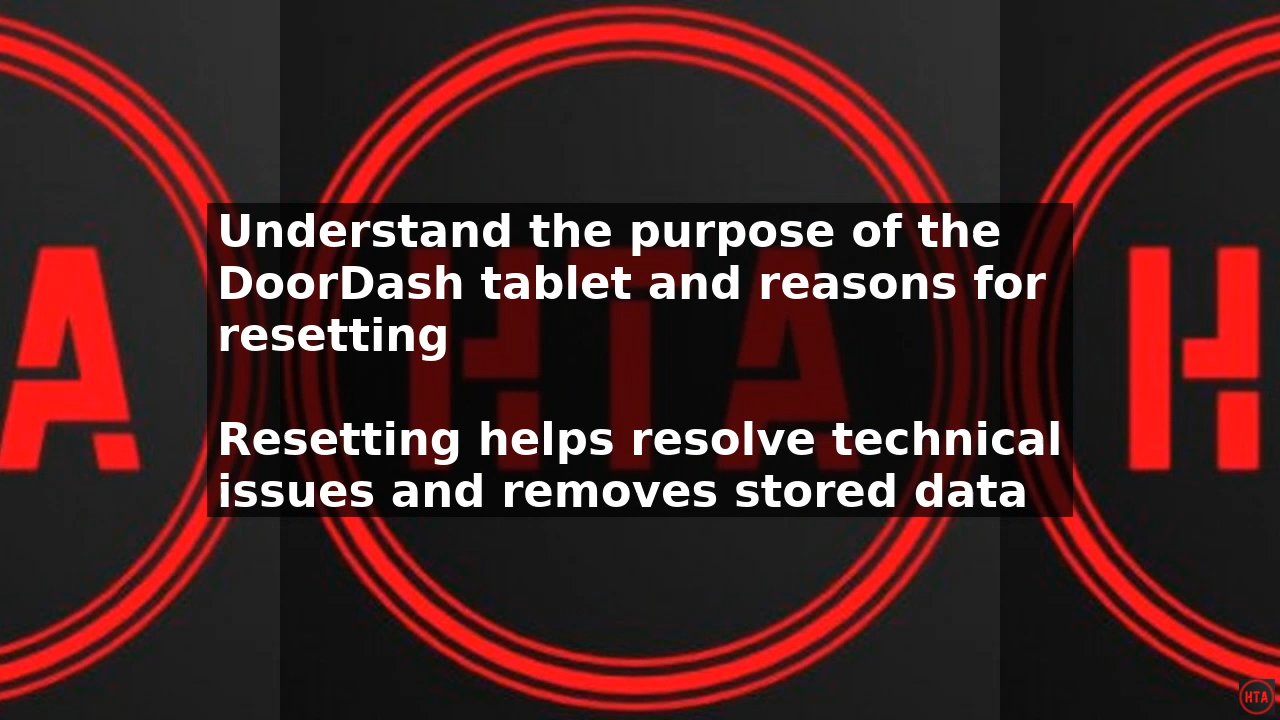 Understand the purpose of the
DoorDash tablet and reasons for
resetting
Resetting helps resolve technical
issues and removes stored data
A
HTA
H
HTA